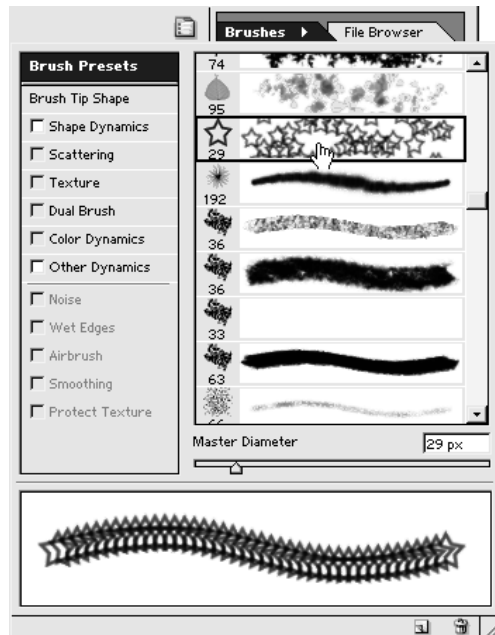 Brushes File Browser
Brush Presets
Brush Tip Shape
Shape Dynamics
Scattering
Texture
Dual Brush
Color Dynamics
Other Dynamics
Noise
Wet Edges
Airbrush
Smoothing
Protect Texture
74
95
29
192
36
36
33
63
Master Diameter 29 px